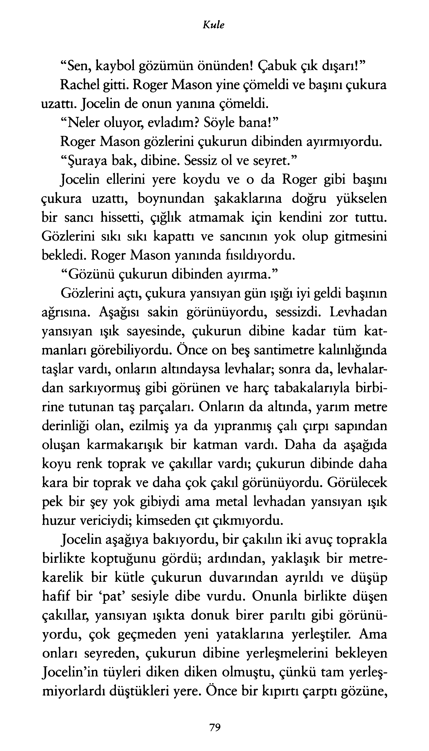 Kule
“Sen, kaybol gözümün önünden! Çabuk çık dışarı!”
Rachel gitti. Roger Mason yine çömeldi ve başını çukura
uzattı. Jocelin de onun yanına çömeldi.
“Neler oluyor, evladım? Söyle bana!”
Roger Mason gözlerini çukurun dibinden ayırmıyordu.
“Şuraya bak, dibine. Sessiz ol ve seyret.”
Jocelin ellerini yere koydu ve o da Roger gibi başını
çukura uzattı, boynundan şakaklarına doğru yükselen
bir sancı hissetti, çığlık atmamak için kendini zor tuttu.
Gözlerini sıkı sıkı kapattı ve sancının yok olup gitmesini
bekledi. Roger Mason yanında fısıldıyordu.
“Gözünü çukurun dibinden ayırma.”
Gözlerini açtı, çukura yansıyan gün ışığı iyi geldi başının
ağrısına. Aşağısı sakin görünüyordu, sessizdi. Levhadan
yansıyan ışık sayesinde, çukurun dibine kadar tüm kat-
manları görebiliyordu. Önce on beş santimetre kalınlığında
taşlar vardı, onların altındaysa levhalar; sonra da, levhalar-
dan sarkıyormuş gibi görünen ve harç tabakalarıyla birbi-
rine tutunan taş parçaları. Onların da altında, yarım metre
derinliği olan, ezilmiş ya da yıpranmış çalı çırpı sapından
oluşan karmakarışık bir katman vardı. Daha da aşağıda
koyu renk toprak ve çakıllar vardı; çukurun dibinde daha
kara bir toprak ve daha çok çakıl görünüyordu. Görülecek
pek bir şey yok gibiydi ama metal levhadan yansıyan ışık
huzur vericiydi; kimseden çıt çıkmıyordu.
Jocelin aşağıya bakıyordu, bir çakılın iki avuç toprakla
birlikte koptuğunu gördü; ardından, yaklaşık bir metre-
karelik bir kütle çukurun duvarından ayrıldı ve düşüp
hafif bir ‘pat’ sesiyle dibe vurdu. Onunla birlikte düşen
çakıllar, yansıyan ışıkta donuk birer parıltı gibi görünü-
yordu, çok geçmeden yeni yataklarına yerleştiler. Ama
onları seyreden, çukurun dibine yerleşmelerini bekleyen
Jocelin’in tüyleri diken diken olmuştu, çünkü tam yerleş-
miyorlardı düştükleri yere. Önce bir kıpırtı çarptı gözüne,
79